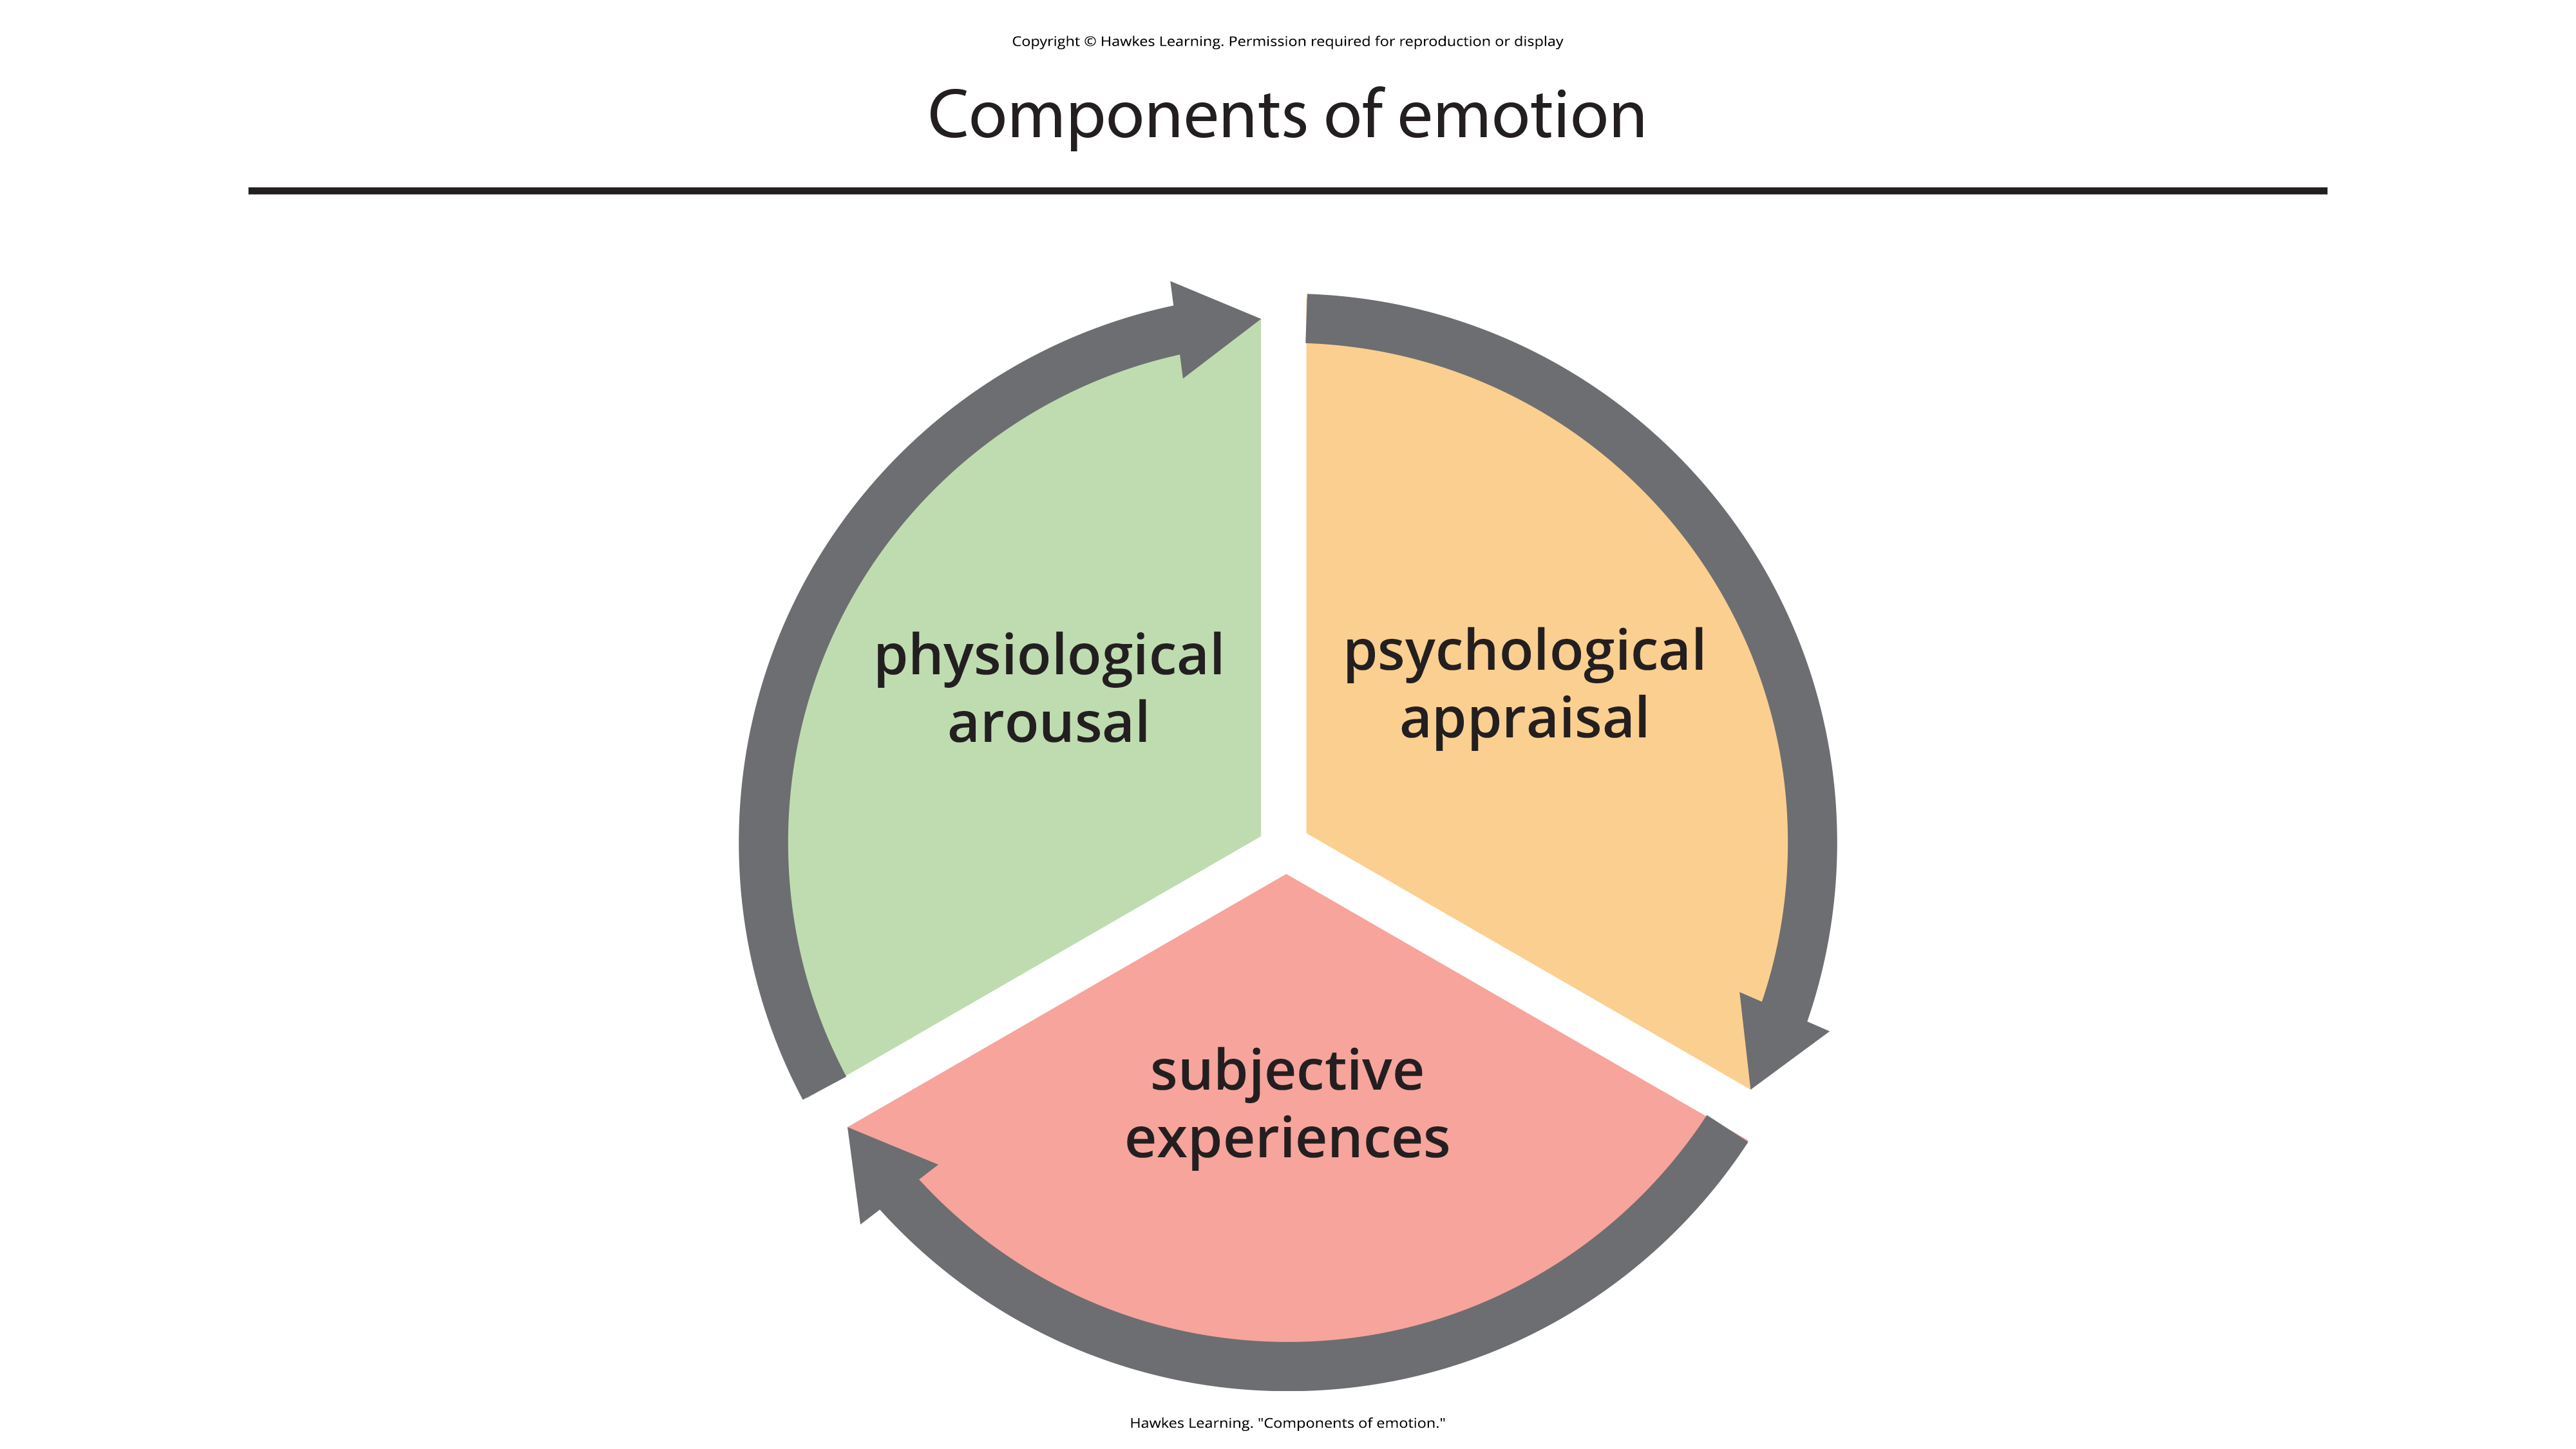 Copyright © Hawkes Learning. Permission required for reproduction or display
Components of emotion
physiological
arousal
psychological
appraisal
subjective
experiences
Hawkes Learning. "Components of emotion."